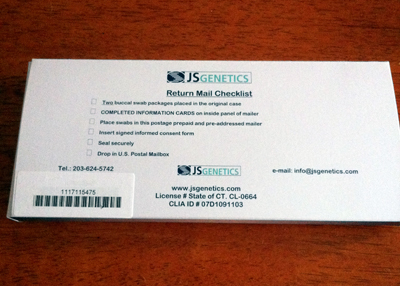 JSGENETICS
Return Mail Checklist
Two buccal swab packages placed in the original case
COMPLETED INFORMATION CARDS on inside panel of mailer
Place swabs in this postage prepaid and pre-addressed mailer
Insert signed informed consent form
Seal securely
Drop in U.S. Postal Mailbox
Tel.: 203-624-5742
JSGENETICS
e-mail: info@jsgenetics.com
1117115475
www.jsgenetics.com
License # State of CT. CL-0664
CLIA ID # 07D1091103